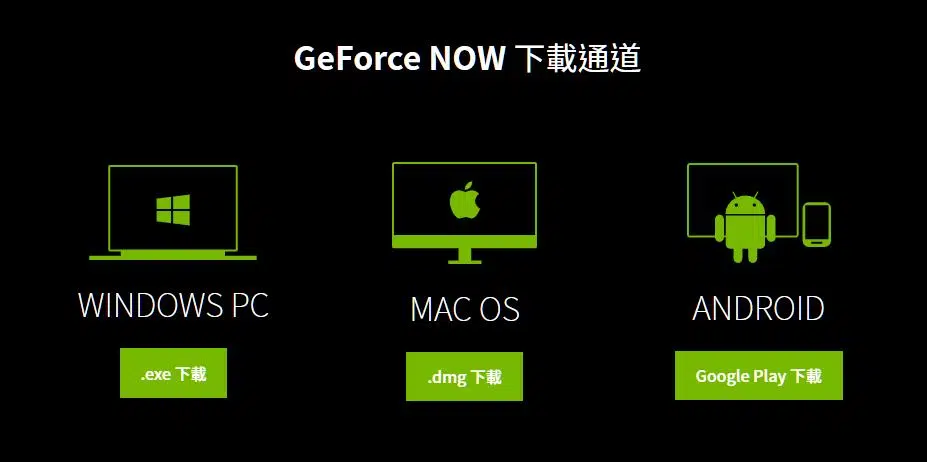 GeForce NOW 下載通道
WINDOWS PC
MAC OS
ANDROID
.exe 下載
.dmg 下載
Google Play 下載